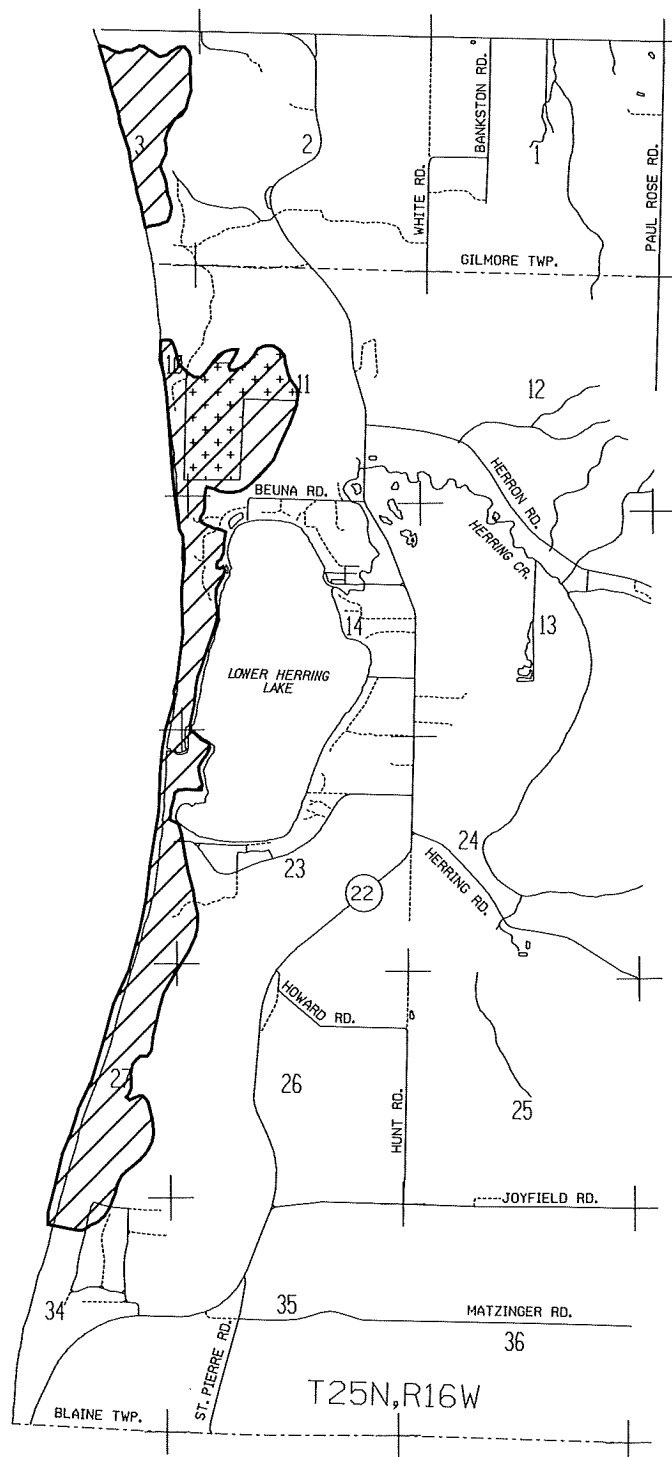 3
2
1
BANKSTON RD.
WHITE RD.
PAUL ROSE RD.
GILMORE TWP.
10
11
12
HERRON RD.
BEUNA RD.
HERRING CR.
14
13
LOWER HERRING
LAKE
24
23
HERRING RD.
22
HOWARD RD.
27
26
25
HUNT RD.
JOYFIELD RD.
34
35
MATZINGER RD.
36
ST. PIERRE RD.
T25N,R16W
BLAINE TWP.